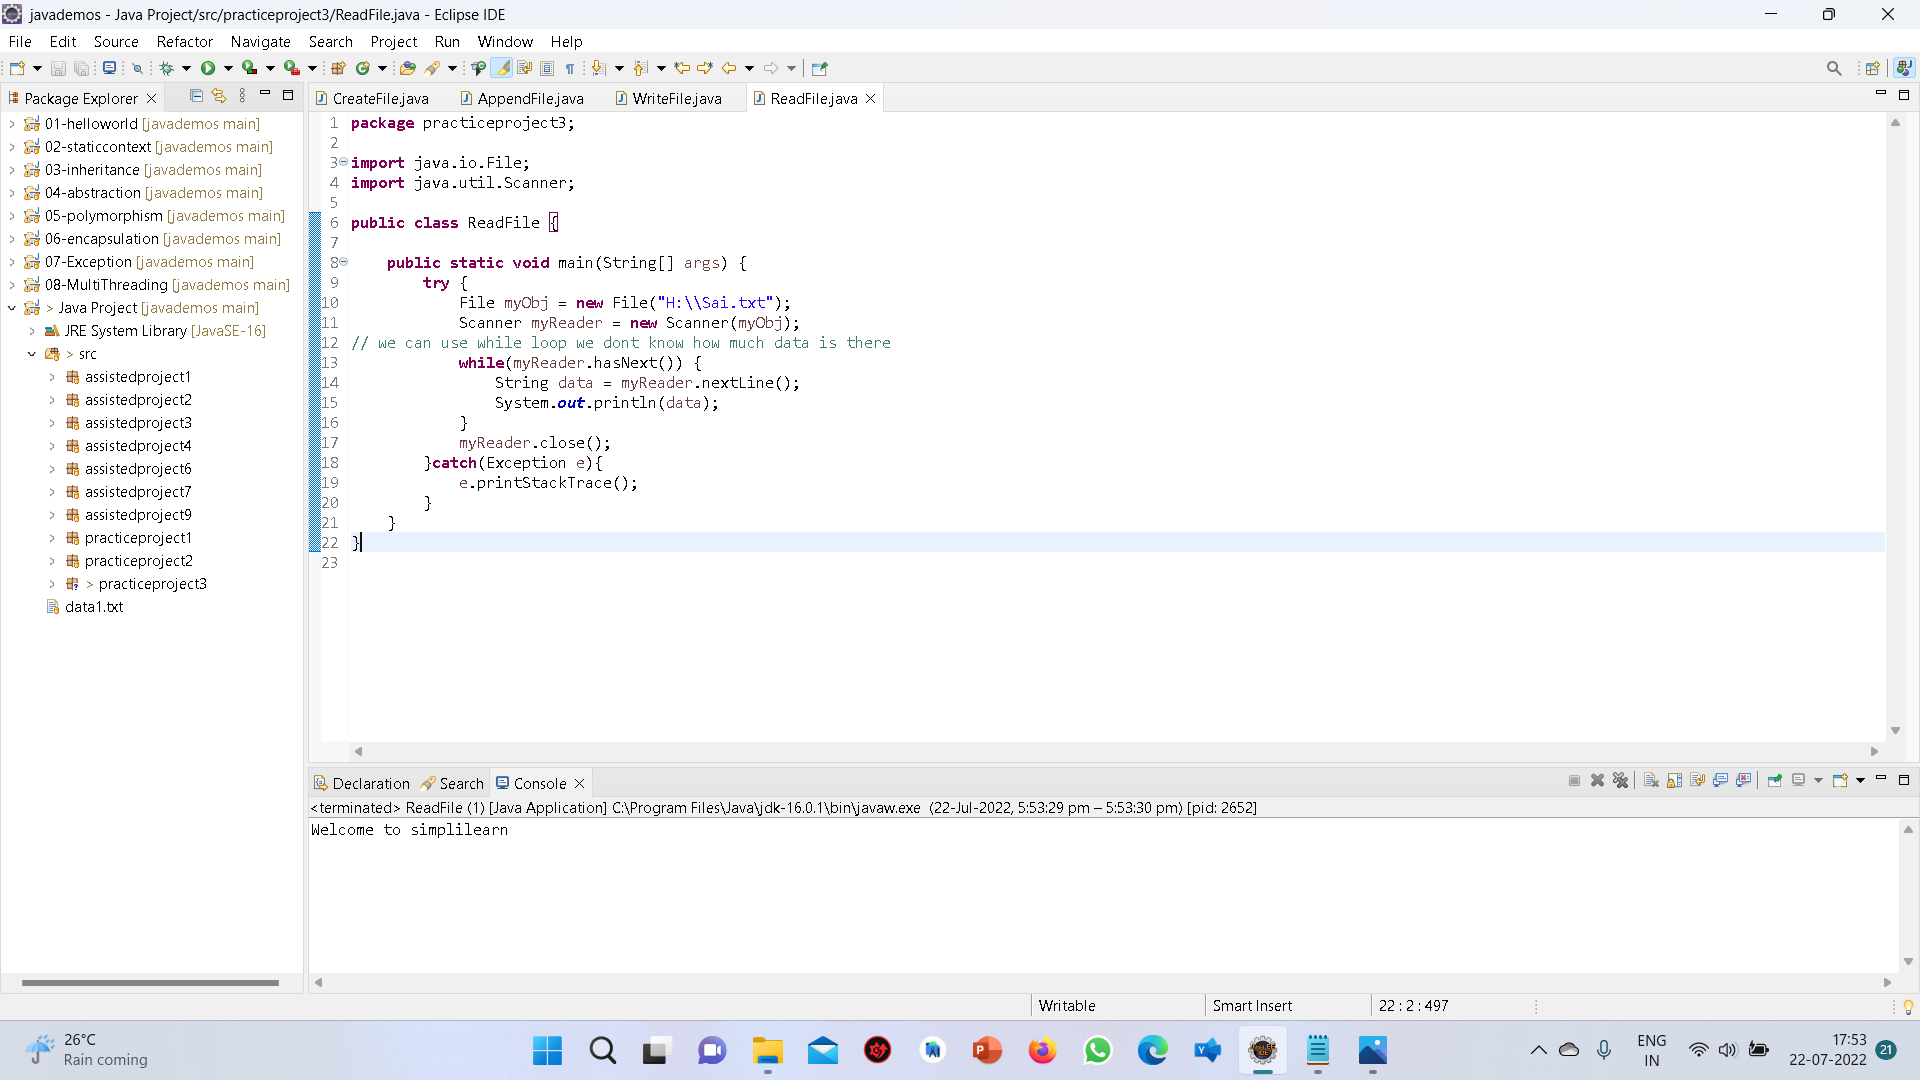 javademos - Java Project/src/practiceproject3/ReadFile.java - Eclipse IDE
File Edit Source Refactor Navigate Search Project Run Window Help
Package Explorer
CreateFile.java AppendFile.java WriteFile.java ReadFile.java
01-helloworld [javademos main]
02-staticcontext [javademos main]
03-inheritance [javademos main]
04-abstraction [javademos main]
05-polymorphism [javademos main]
06-encapsulation [javademos main]
07-Exception [javademos main]
08-MultiThreading [javademos main]
> Java Project [javademos main]
JRE System Library [JavaSE-16]
> src
assistedproject1
assistedproject2
assistedproject3
assistedproject4
assistedproject6
assistedproject7
assistedproject9
practiceproject1
practiceproject2
> practiceproject3
data1.txt
1 package practiceproject3;
2
3 import java.io.File;
4 import java.util.Scanner;
5
6 public class ReadFile {
7
8 public static void main(String[] args) {
9 try {
10 File myObj = new File("H:\\Sai.txt");
11 Scanner myReader = new Scanner(myObj);
12 // we can use while loop we dont know how much data is there
13 while(myReader.hasNext()) {
14 String data = myReader.nextLine();
15 System.out.println(data);
16 }
17 myReader.close();
18 }catch(Exception e){
19 e.printStackTrace();
20 }
21 }
22 }
23
Declaration Search Console
<terminated> ReadFile (1) [Java Application] C:\Program Files\Java\jdk-16.0.1\bin\javaw.exe (22-Jul-2022, 5:53:29 pm – 5:53:30 pm) [pid: 2652]
Welcome to simplilearn
Writable Smart Insert 22 : 2 : 497
26°C
Rain coming
ENG
IN
17:53
22-07-2022
21